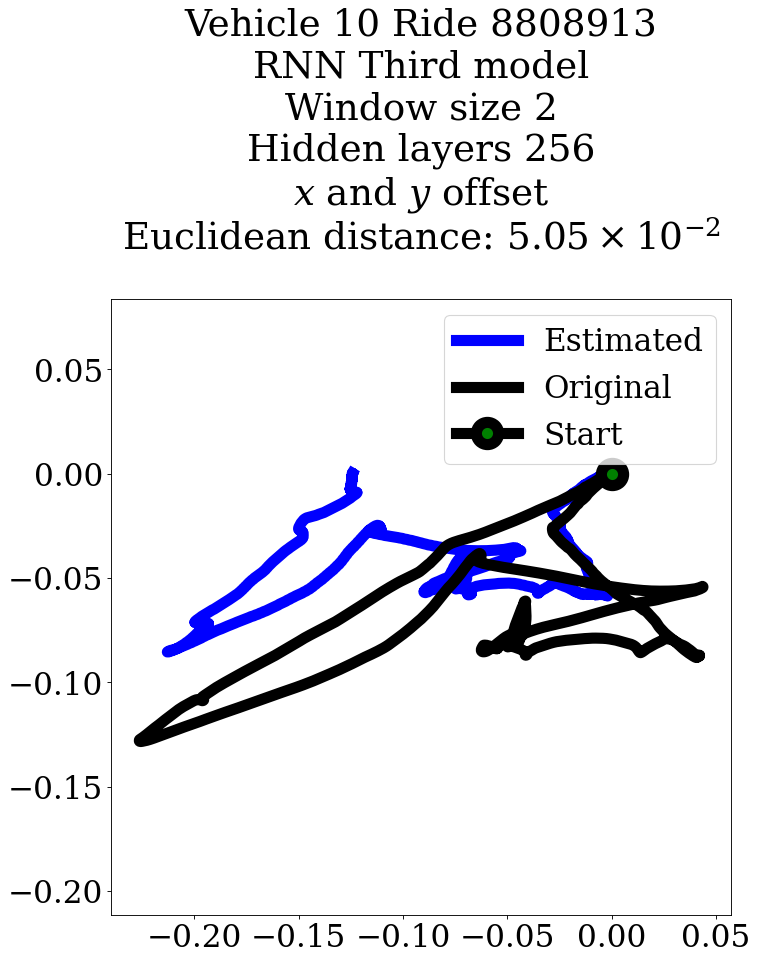 Vehicle 10 Ride 8808913
RNN Third model
Window size 2
Hidden layers 256
x and y offset
Euclidean distance: 5.05 × 10⁻²
Estimated
Original
Start
0.05
0.00
−0.05
−0.10
−0.15
−0.20
−0.20 −0.15 −0.10 −0.05 0.00 0.05